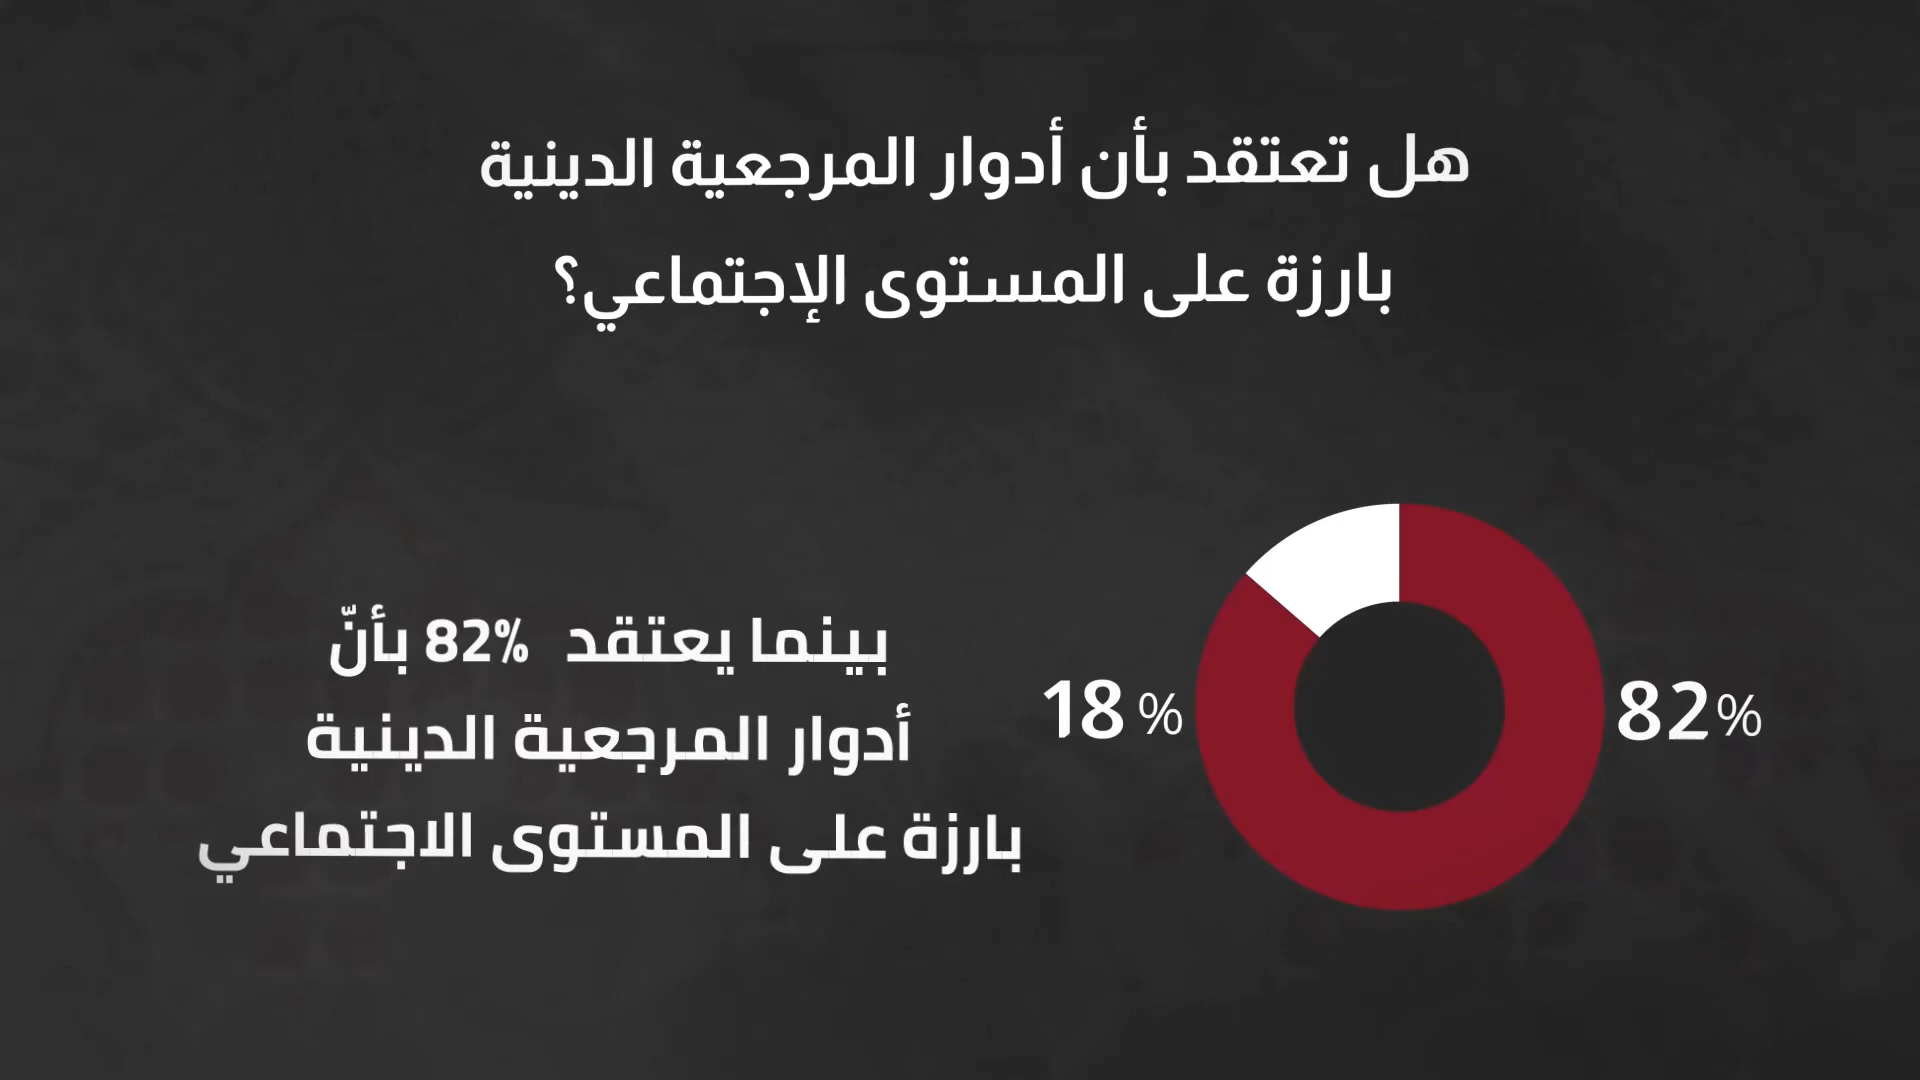 هل تعتقد بأن أدوار المرجعية الدينية
بارزة على المستوى الإجتماعي؟
82%
18 %
بينما يعتقد 82% بأنّ
أدوار المرجعية الدينية
بارزة على المستوى الاجتماعي